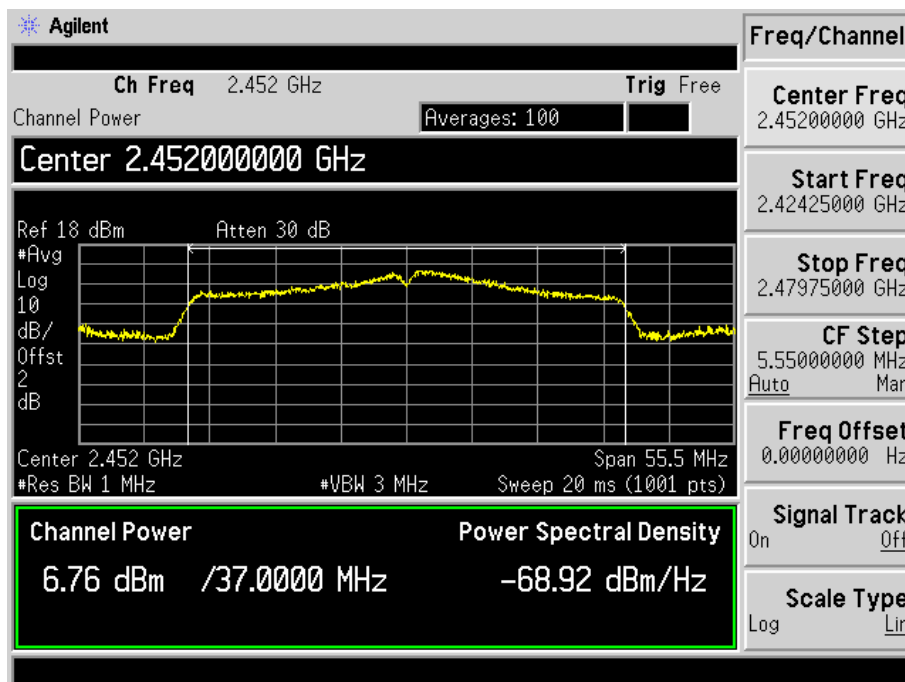 Agilent
Freq/Channel
Ch Freq 2.452 GHz Trig Free
Channel Power Averages: 100
Center 2.452000000 GHz
Ref 18 dBm Atten 30 dB
#Avg
Log
10
dB/
Offst
2
dB
Center 2.452 GHz Span 55.5 MHz
#Res BW 1 MHz #VBW 3 MHz Sweep 20 ms (1001 pts)
Channel Power Power Spectral Density
6.76 dBm /37.0000 MHz -68.92 dBm/Hz
Center Freq
2.45200000 GHz
Start Freq
2.42425000 GHz
Stop Freq
2.47975000 GHz
CF Step
5.55000000 MHz
Auto Man
Freq Offset
0.00000000 Hz
Signal Track
On Off
Scale Type
Log Lin